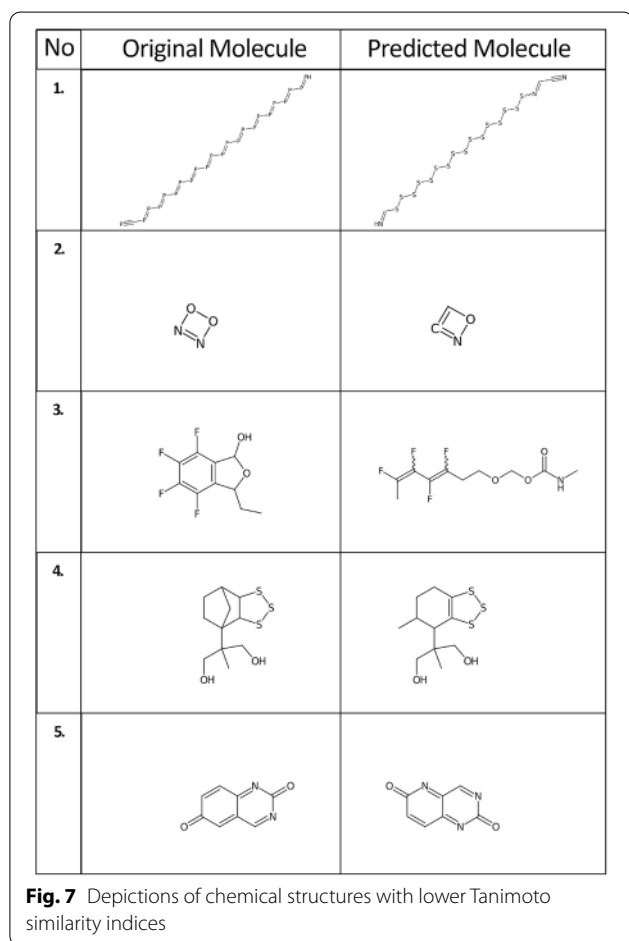 No Original Molecule Predicted Molecule
1.
2.
O O
N N
O
C N
3.
F OH
F
F O
F
F F O
F F O O N
H
4.
S S
S S
S S
OH OH
OH OH
5.
N O O N N
O N N O
Fig. 7 Depictions of chemical structures with lower Tanimoto
similarity indices